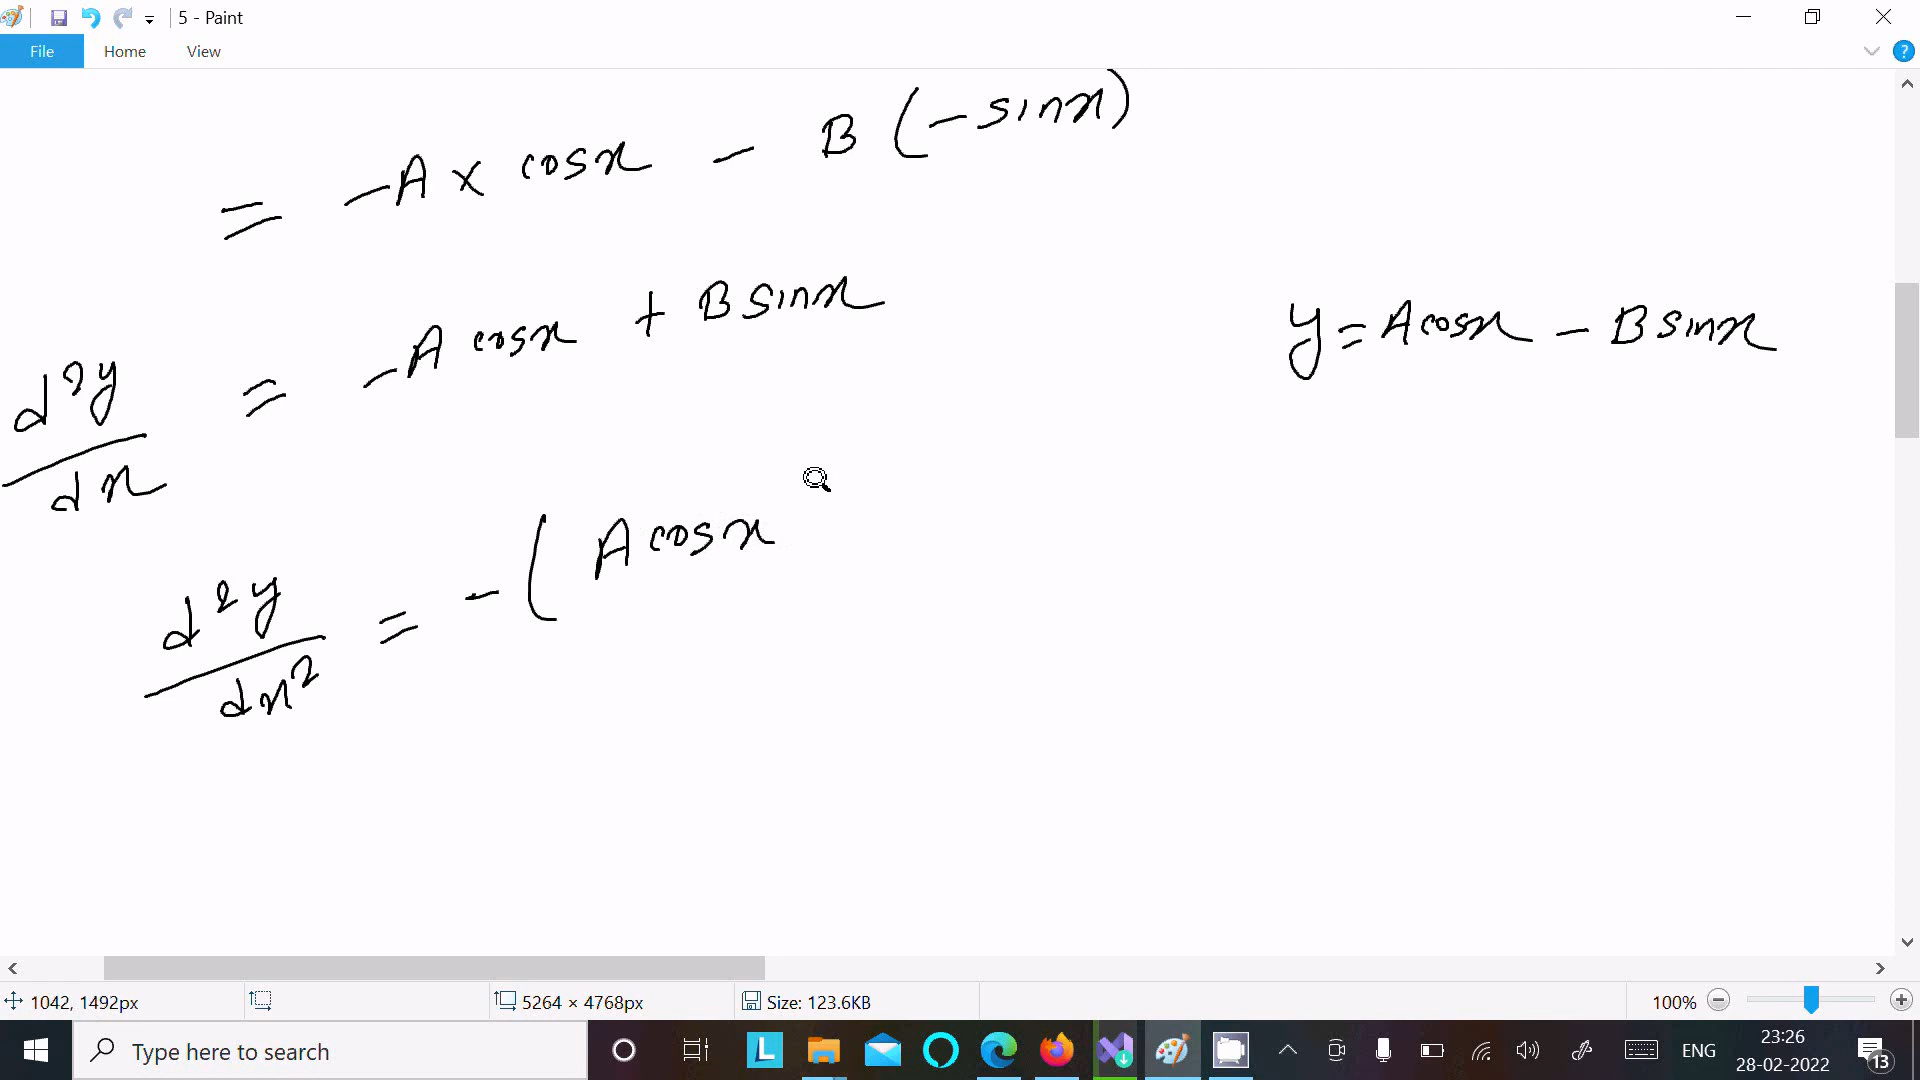 5 - Paint
File Home View
= -A x cosx - B (-sinx)
d²y/dx = -A cosx + B sinx
y = A cosx - B sinx
d²y/dx² = -( A cosx
1042, 1492px 5264 × 4768px Size: 123.6KB 100%
Type here to search
L
ENG 23:26
28-02-2022 13